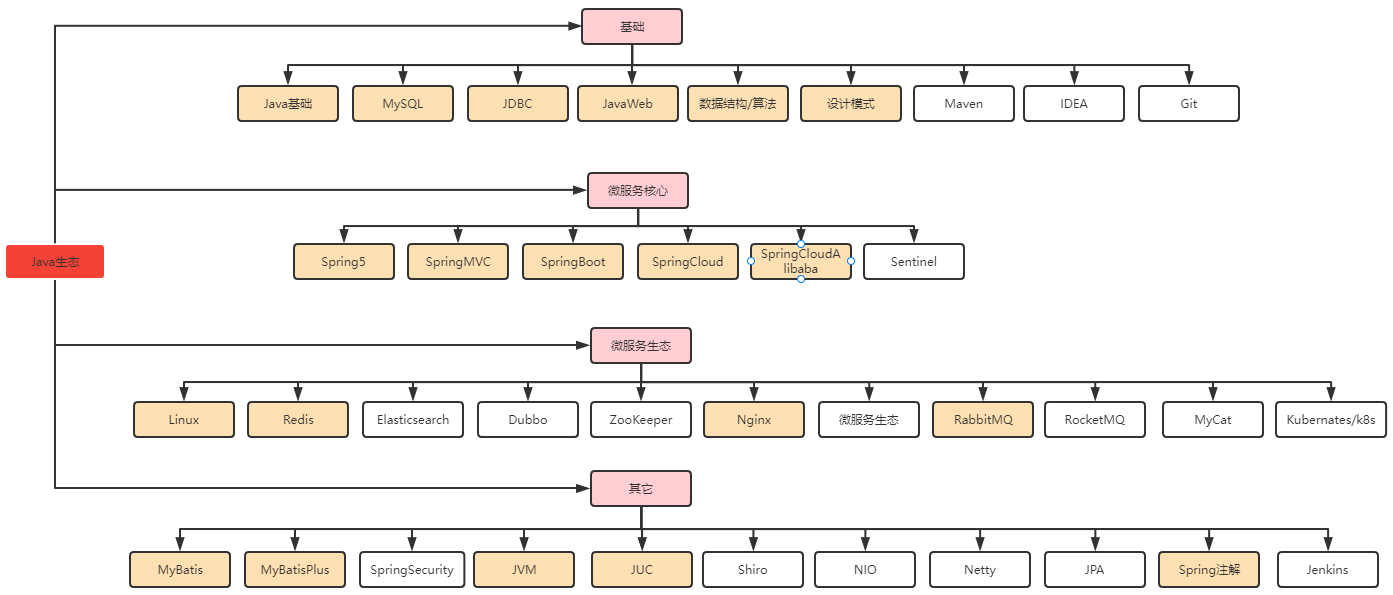 基础
Java基础
MySQL
JDBC
JavaWeb
数据结构/算法
设计模式
Maven
IDEA
Git
微服务核心
Java生态
Spring5
SpringMVC
SpringBoot
SpringCloud
SpringCloudA
libaba
Sentinel
微服务生态
Linux
Redis
Elasticsearch
Dubbo
ZooKeeper
Nginx
微服务生态
RabbitMQ
RocketMQ
MyCat
Kubernates/k8s
其它
MyBatis
MyBatisPlus
SpringSecurity
JVM
JUC
Shiro
NIO
Netty
JPA
Spring注解
Jenkins